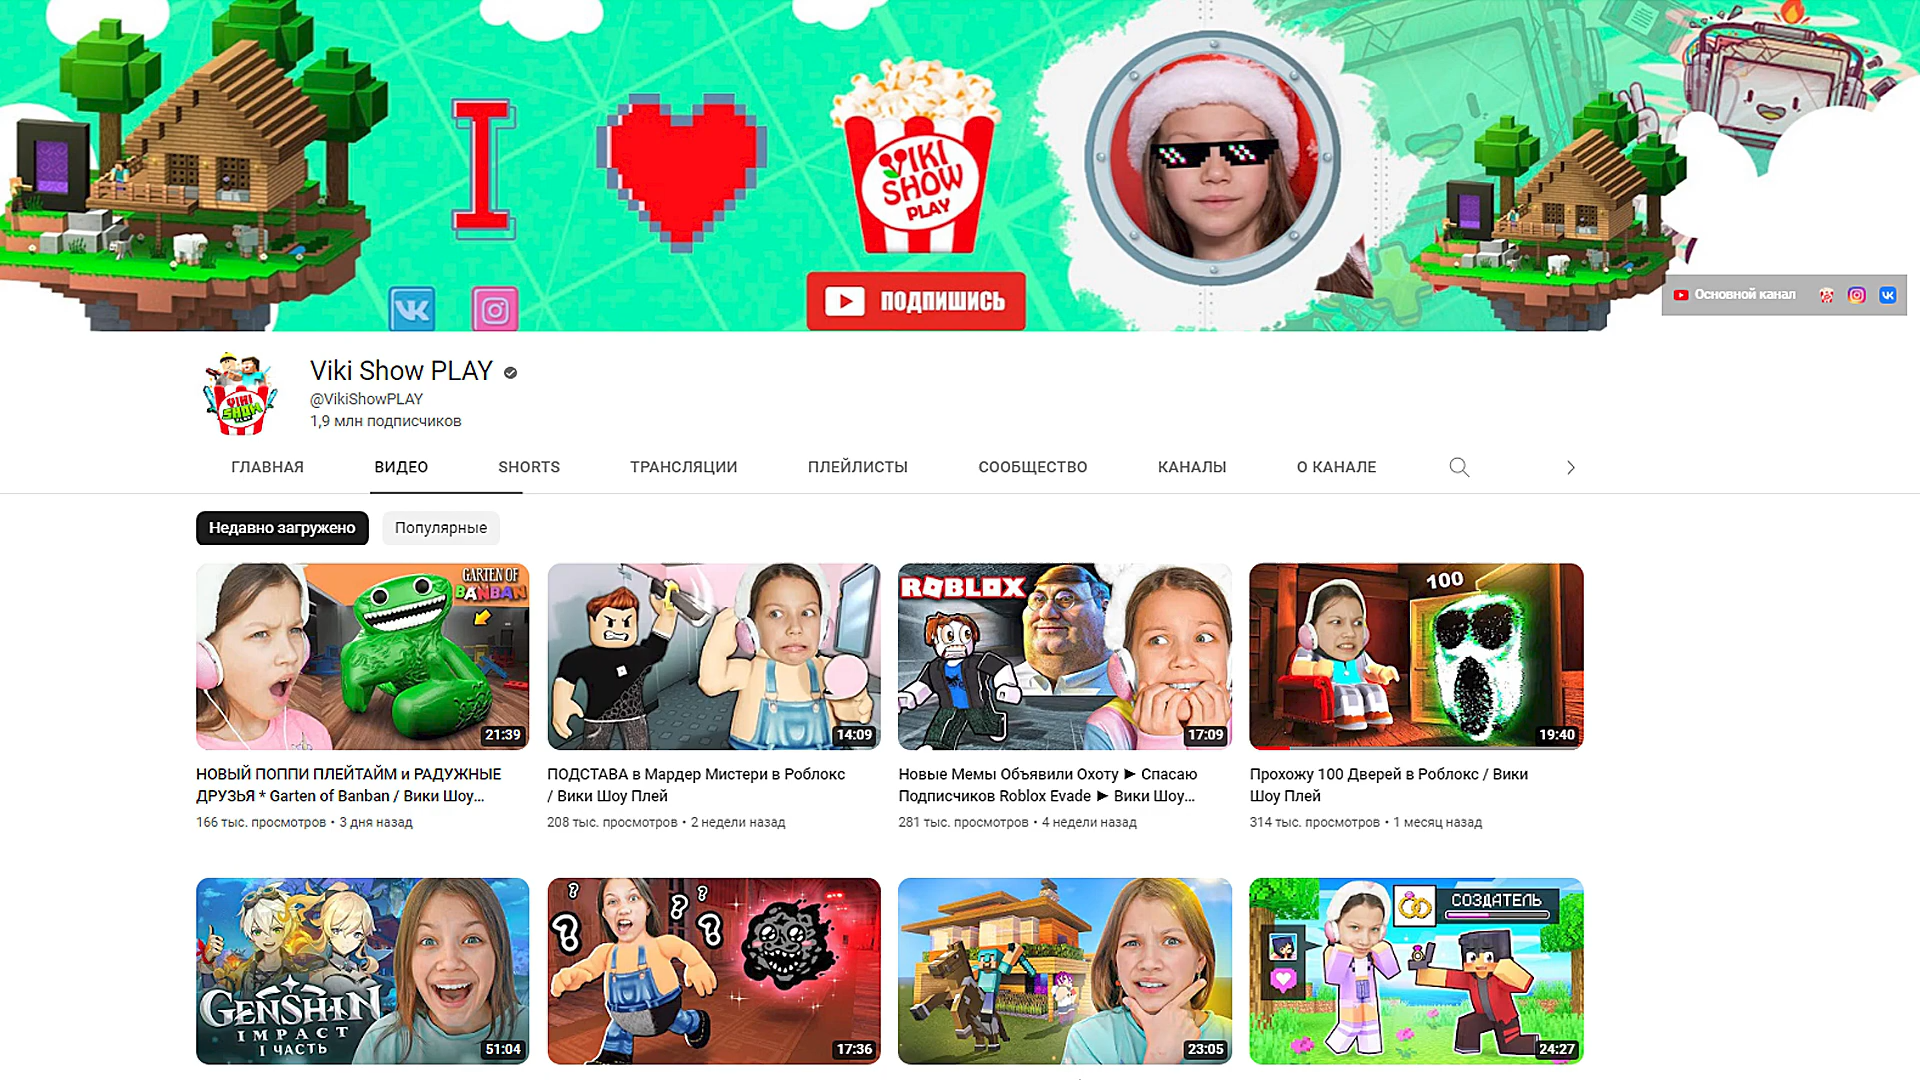 I
VIKI
SHOW
PLAY
ПОДПИШИСЬ
Основной канал
VIKI
SHOW
PLAY
Viki Show PLAY
@VikiShowPLAY
1,9 млн подписчиков
ГЛАВНАЯ ВИДЕО SHORTS ТРАНСЛЯЦИИ ПЛЕЙЛИСТЫ СООБЩЕСТВО КАНАЛЫ О КАНАЛЕ
Недавно загружено Популярные
GARTEN OF
BANBAN
21:39
14:09
ROBLOX
17:09
100
19:40
НОВЫЙ ПОППИ ПЛЕЙТАЙМ и РАДУЖНЫЕ
ДРУЗЬЯ * Garten of Banban / Вики Шоу...
166 тыс. просмотров • 3 дня назад
ПОДСТАВА в Мардер Мистери в Роблокс
/ Вики Шоу Плей
208 тыс. просмотров • 2 недели назад
Новые Мемы Объявили Охоту ► Спасаю
Подписчиков Roblox Evade ► Вики Шоу...
281 тыс. просмотров • 4 недели назад
Прохожу 100 Дверей в Роблокс / Вики
Шоу Плей
314 тыс. просмотров • 1 месяц назад
GENSHIN
IMPACT
I ЧАСТЬ
51:04
? ? ? ?
17:36
23:05
СОЗДАТЕЛЬ
24:27